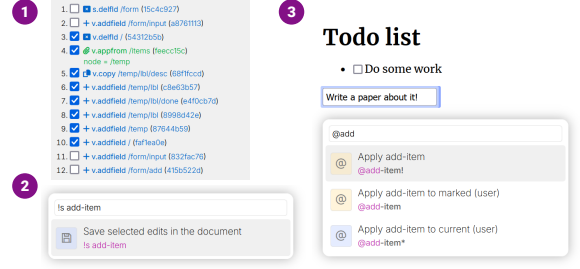 1
1. s.delfld /form (15c4c927)
2. + v.addfield /form/input (a8761113)
3. v.delfld / (54312b5b)
4. v.appfrom /items (feecc15c)
node = /temp
5. v.copy /temp/lbl/desc (68f1fccd)
6. + v.addfield /temp/lbl (c8e63b57)
7. + v.addfield /temp/lbl/done (e4f0cb7d)
8. + v.addfield /temp/lbl (8998d42e)
9. + v.addfield /temp (87644b59)
10. + v.addfield / (faf1ea0e)
11. + v.addfield /form/input (832fac76)
12. + v.addfield /form/add (415b522d)
2
!s add-item
Save selected edits in the document
!s add-item
3
Todo list
• Do some work
Write a paper about it!
@add
@ Apply add-item
@add-item!
@ Apply add-item to marked (user)
@add-item
@ Apply add-item to current (user)
@add-item*